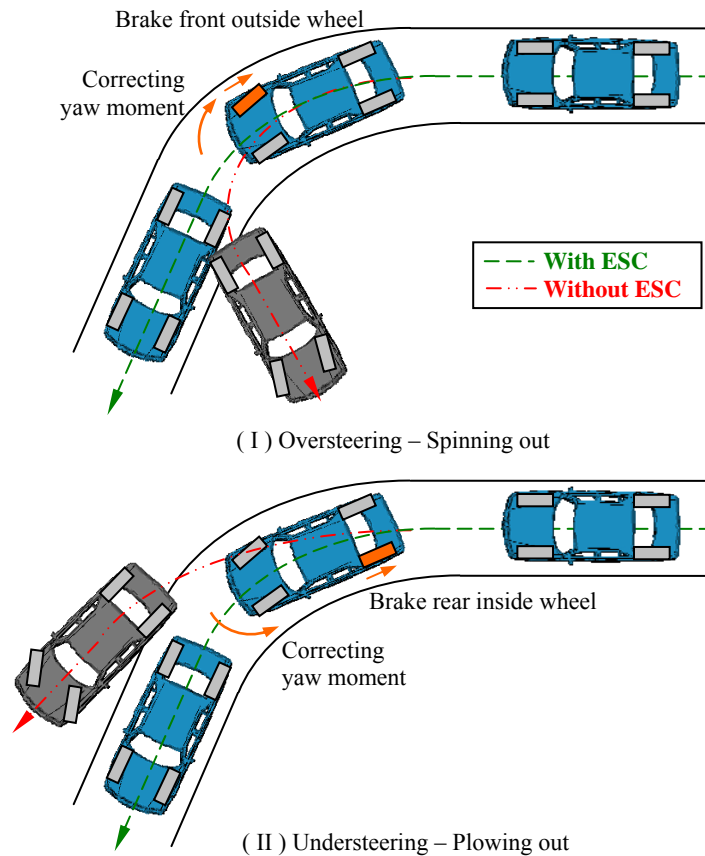 Brake front outside wheel
Correcting
yaw moment
With ESC
Without ESC
( I ) Oversteering – Spinning out
Brake rear inside wheel
Correcting
yaw moment
( II ) Understeering – Plowing out